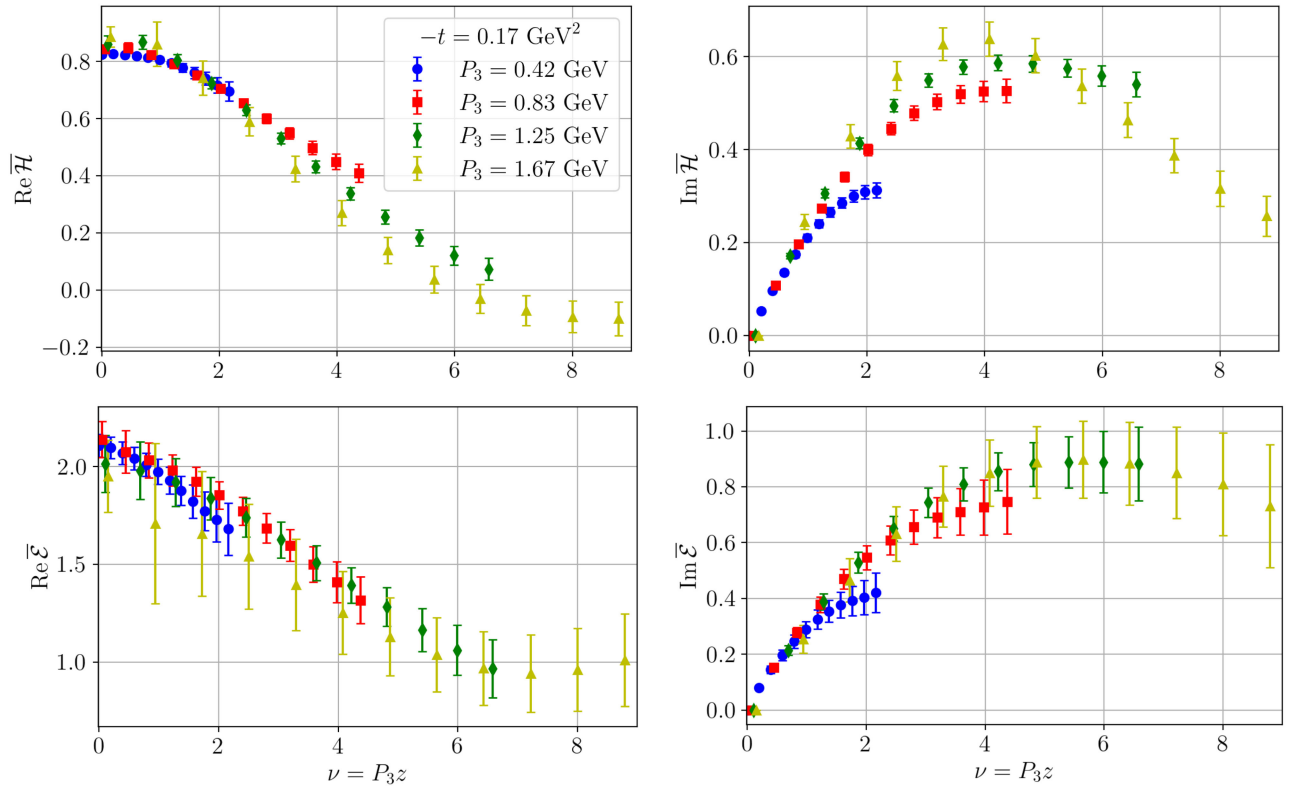 0.8
0.6
0.4
0.2
0.0
−0.2
Re \overline{ℋ}
0 2 4 6 8
−t = 0.17 GeV²
P₃ = 0.42 GeV
P₃ = 0.83 GeV
P₃ = 1.25 GeV
P₃ = 1.67 GeV
0.6
0.4
0.2
0.0
Im \overline{ℋ}
0 2 4 6 8
2.0
1.5
1.0
Re \overline{ℰ}
0 2 4 6 8
ν = P₃z
1.0
0.8
0.6
0.4
0.2
0.0
Im \overline{ℰ}
0 2 4 6 8
ν = P₃z